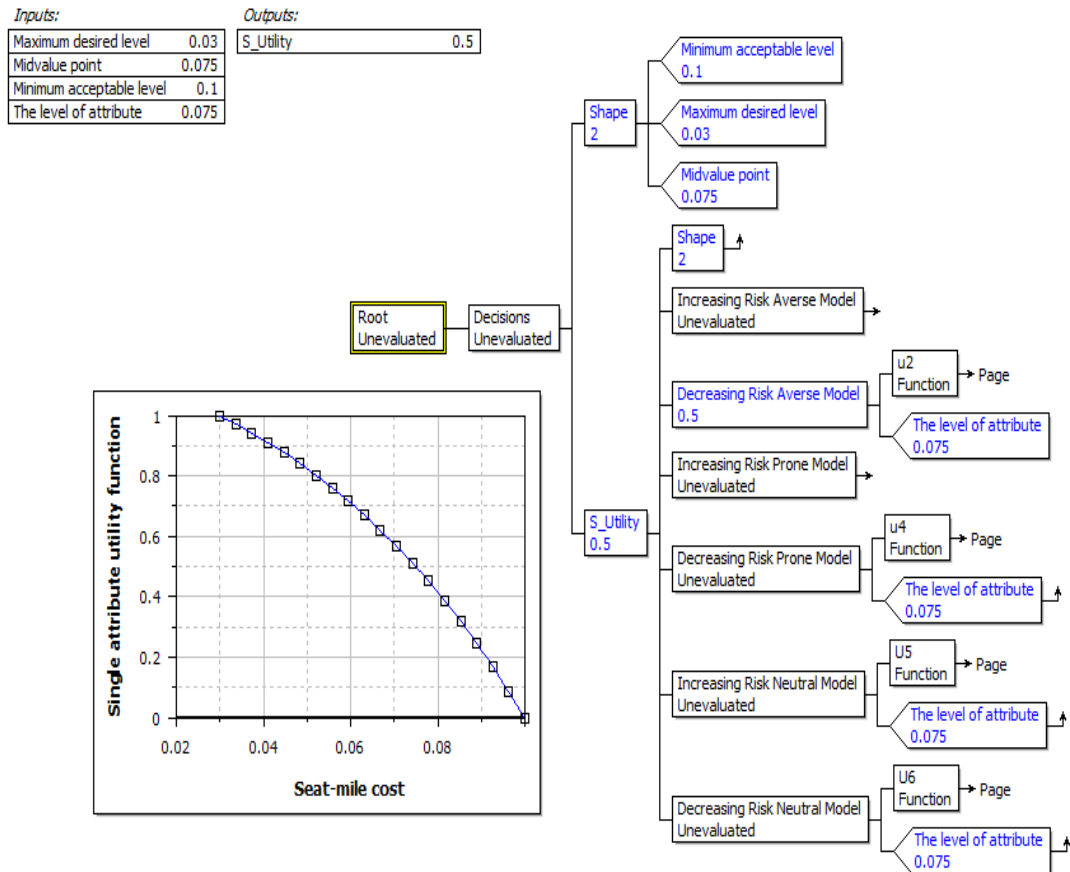 Inputs:
Outputs:
Maximum desired level 0.03
Midvalue point 0.075
Minimum acceptable level 0.1
The level of attribute 0.075
S_Utility 0.5
Minimum acceptable level
0.1
Shape
2
Maximum desired level
0.03
Midvalue point
0.075
Shape
2
Increasing Risk Averse Model
Unevaluated
Root
Unevaluated
Decisions
Unevaluated
Decreasing Risk Averse Model
0.5
u2
Function
Page
The level of attribute
0.075
Increasing Risk Prone Model
Unevaluated
S_Utility
0.5
Decreasing Risk Prone Model
Unevaluated
u4
Function
Page
The level of attribute
0.075
Increasing Risk Neutral Model
Unevaluated
U5
Function
Page
The level of attribute
0.075
Decreasing Risk Neutral Model
Unevaluated
U6
Function
Page
The level of attribute
0.075
Single attribute utility function
1
0.8
0.6
0.4
0.2
0
0.02 0.04 0.06 0.08
Seat-mile cost